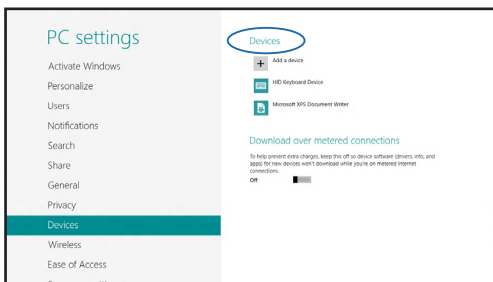 PC settings
Activate Windows
Personalize
Users
Notifications
Search
Share
General
Privacy
Devices
Wireless
Ease of Access
Devices
Add a device
HID Keyboard Device
Microsoft XPS Document Writer
Download over metered connections
To help prevent extra charges, keep this off so device software (drivers, info, and
apps) for new devices won't download while you're on metered Internet
connections.
Off